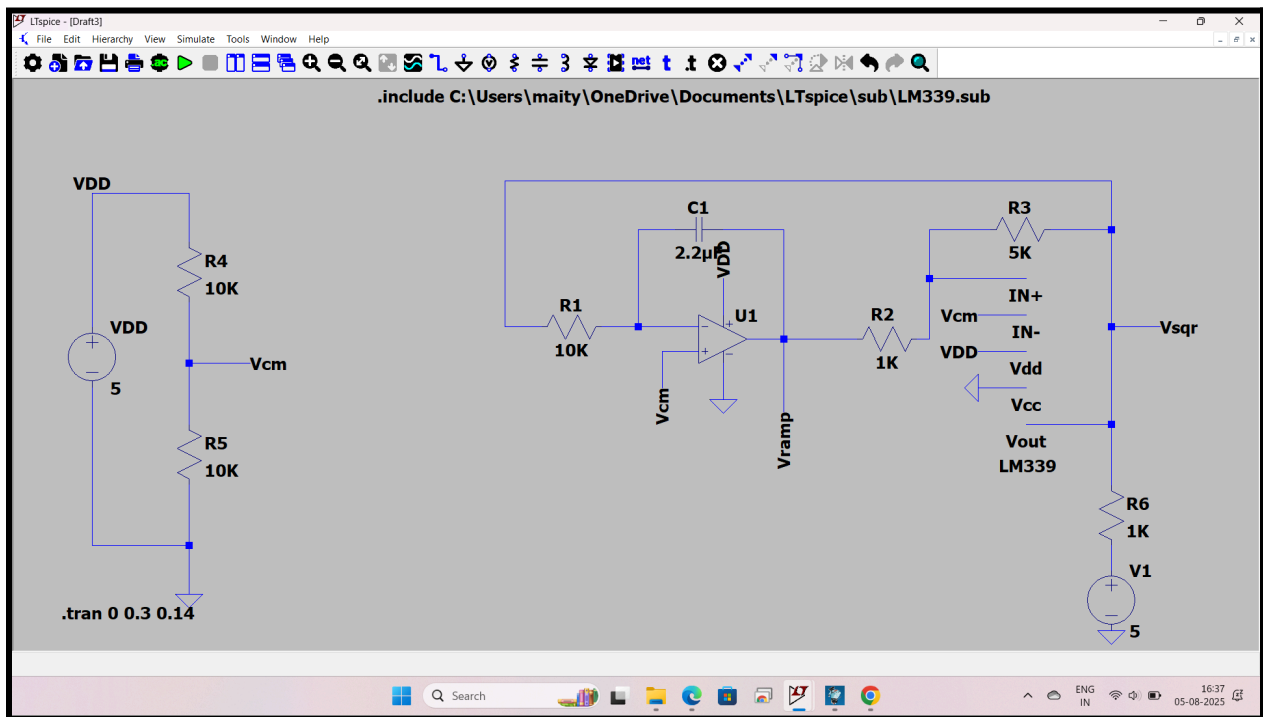 LTspice - [Draft3]
File Edit Hierarchy View Simulate Tools Window Help
.ac net t .t
.include C:\Users\maity\OneDrive\Documents\LTspice\sub\LM339.sub
VDD
R4
10K
VDD
5
Vcm
R5
10K
.tran 0 0.3 0.14
C1
2.2µF
VDD
R1
10K
U1
Vcm
Vramp
R2
1K
R3
5K
IN+
Vcm
IN-
VDD
Vdd
Vcc
Vout
LM339
Vsqr
R6
1K
V1
5
Search
ENG
IN
16:37
05-08-2025